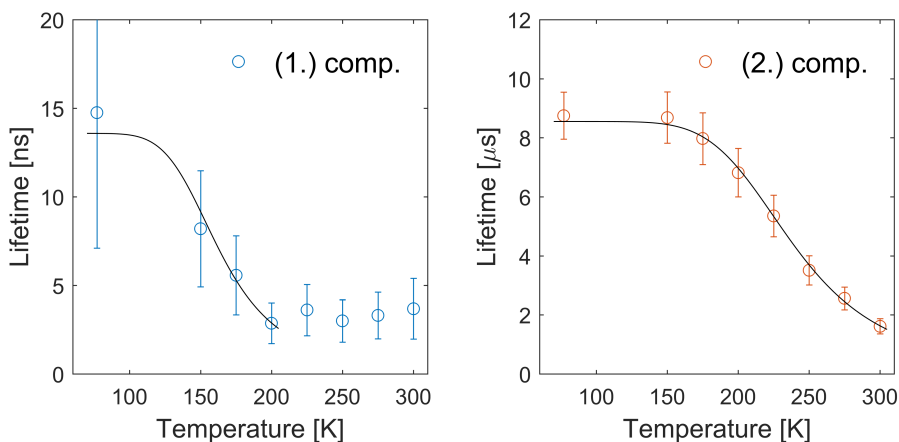 20
15
10
5
0
Lifetime [ns]
(1.) comp.
100 150 200 250 300
Temperature [K]
12
10
8
6
4
2
0
Lifetime [μs]
(2.) comp.
100 150 200 250 300
Temperature [K]